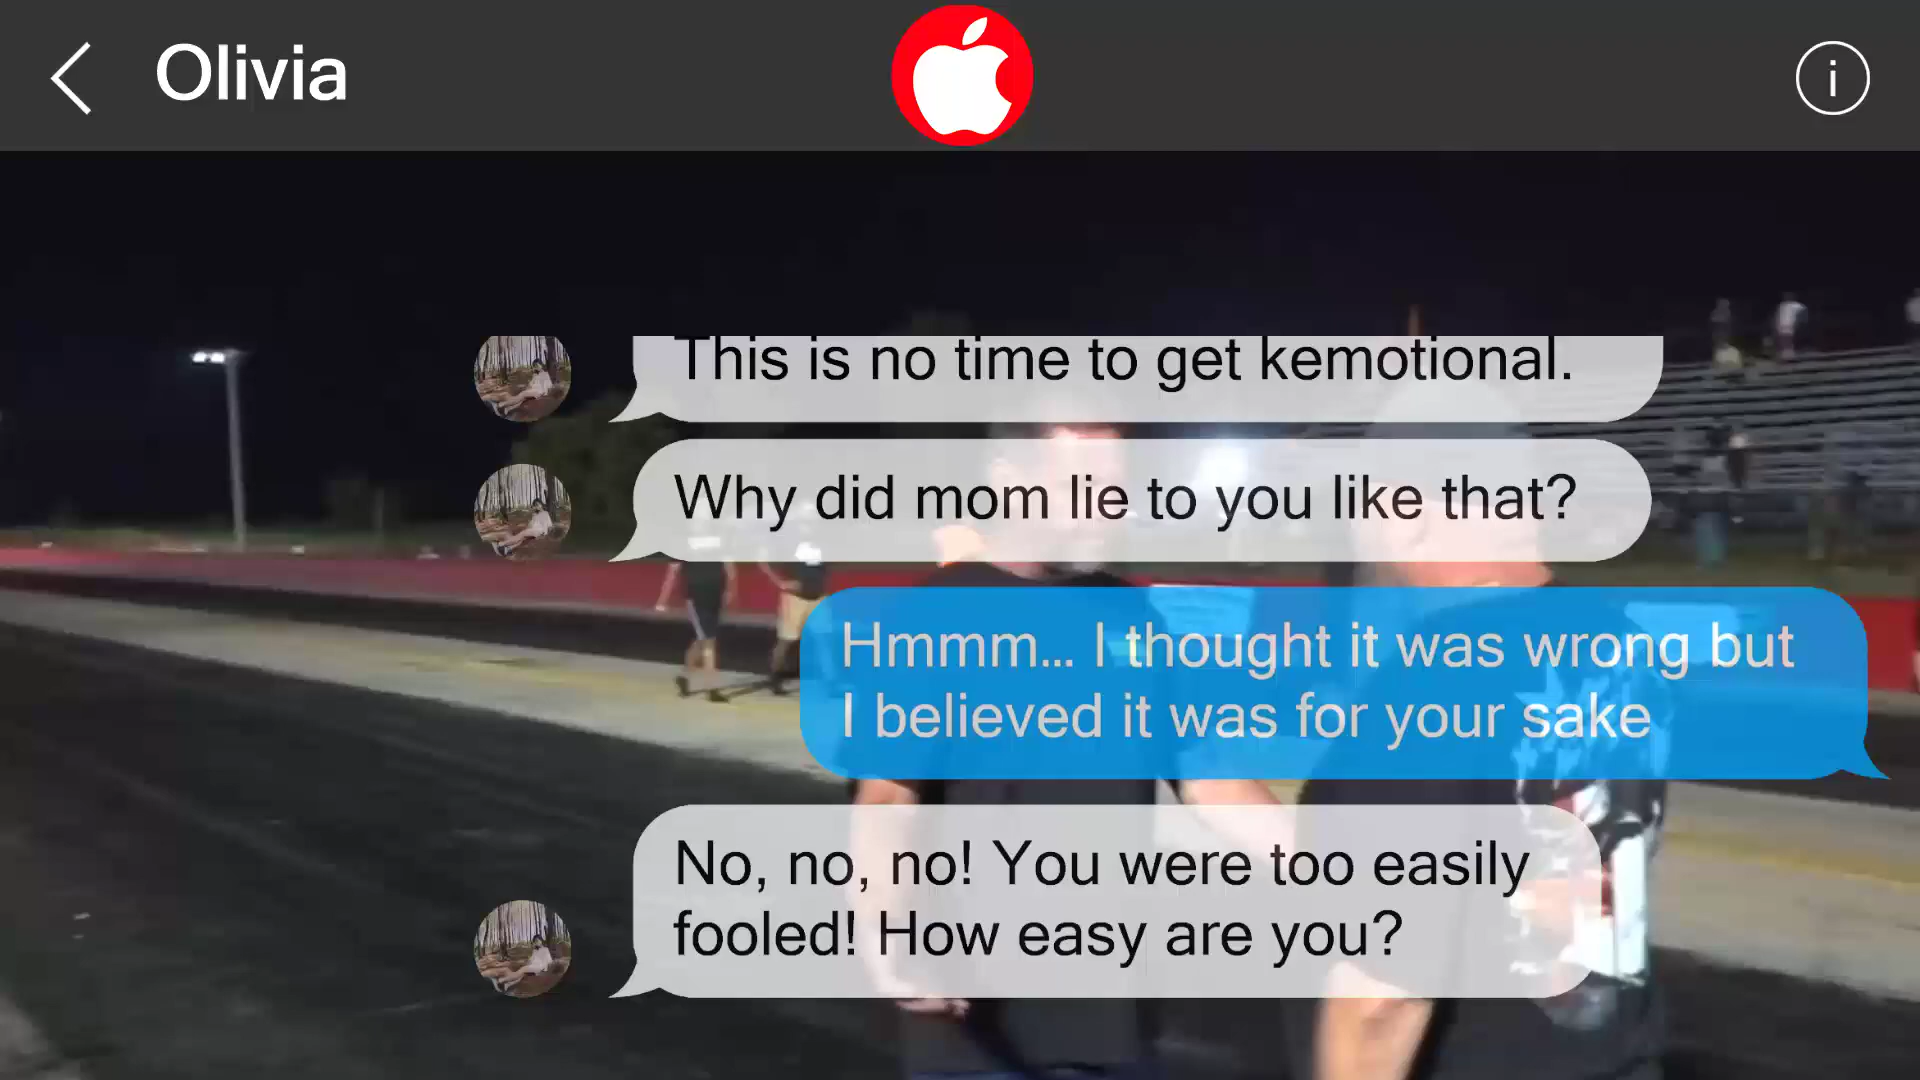 Olivia
This is no time to get kemotional.
Why did mom lie to you like that?
Hmmm... I thought it was wrong but
I believed it was for your sake
No, no, no! You were too easily
fooled! How easy are you?